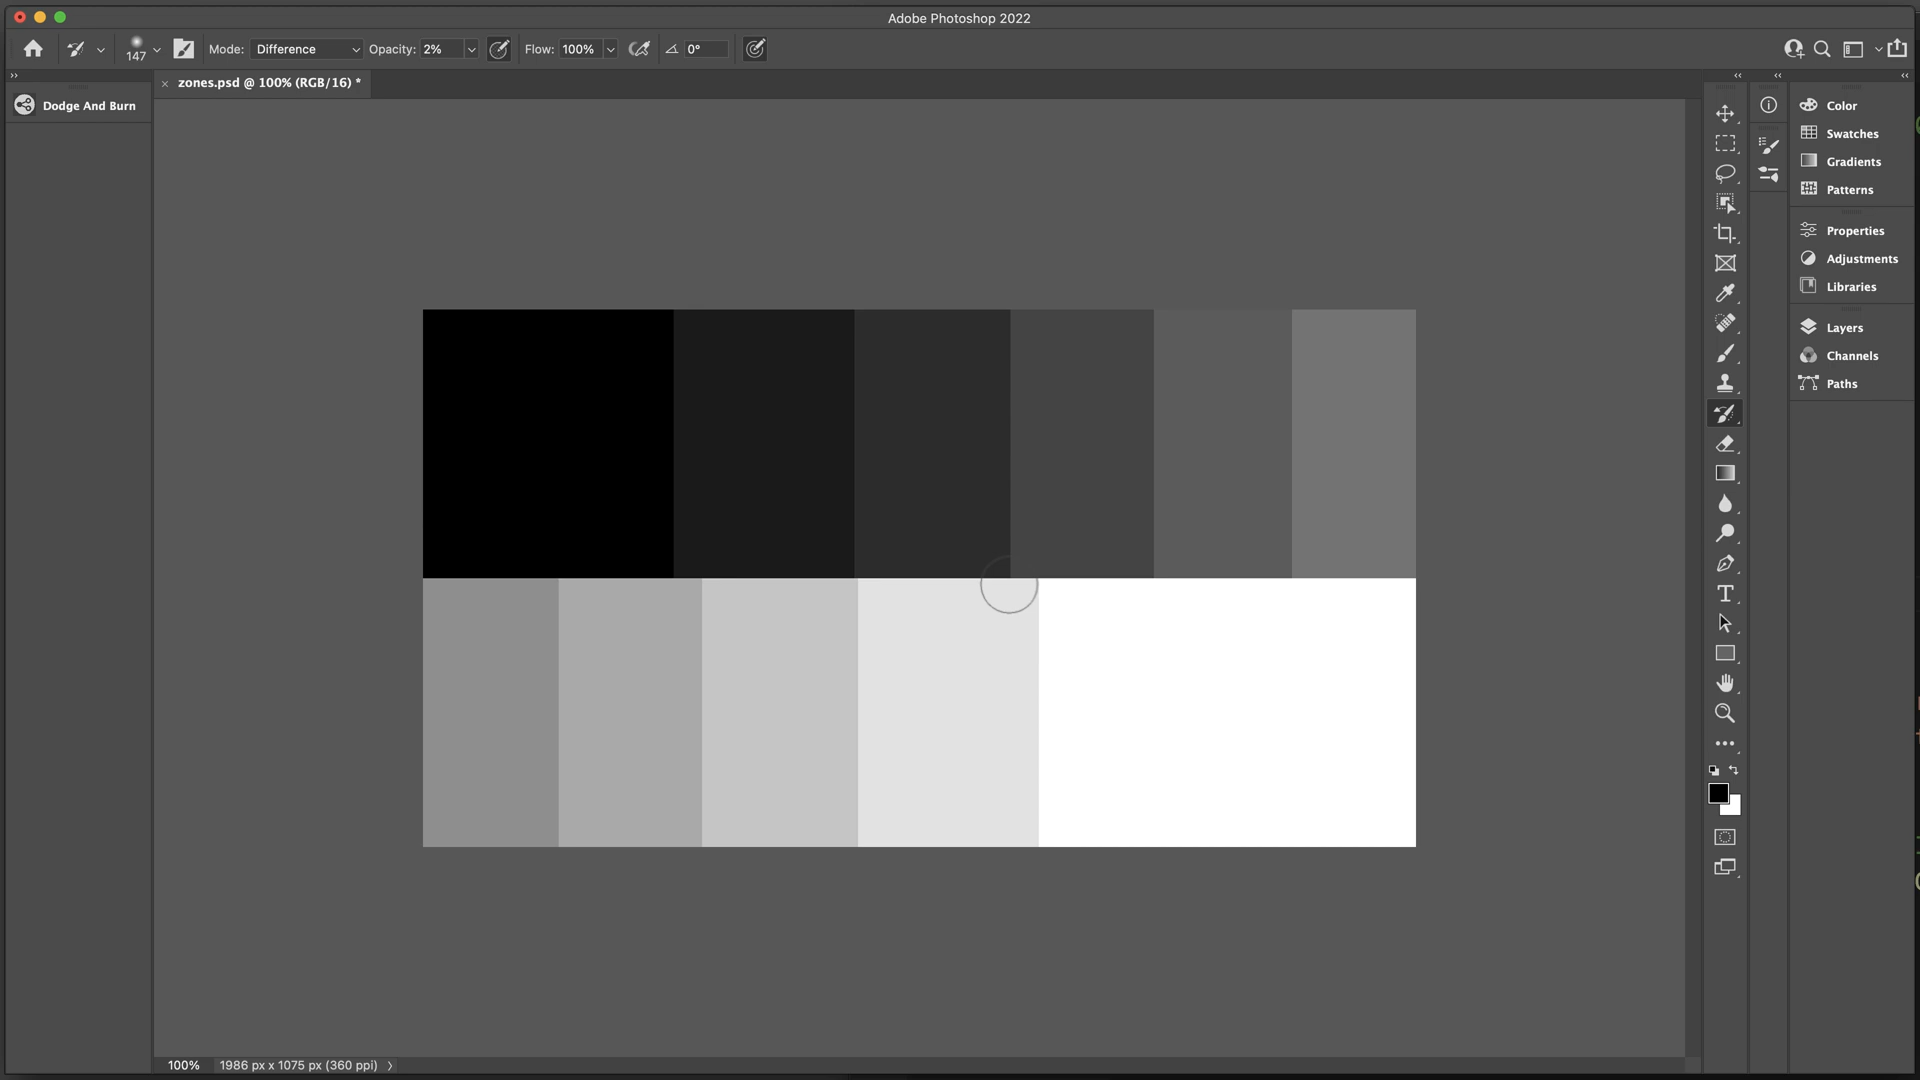 Adobe Photoshop 2022
147
Mode: Difference
Opacity: 2%
Flow: 100%
0°
zones.psd @ 100% (RGB/16) *
Dodge And Burn
Color
Swatches
Gradients
Patterns
Properties
Adjustments
Libraries
Layers
Channels
Paths
100%
1986 px x 1075 px (360 ppi)